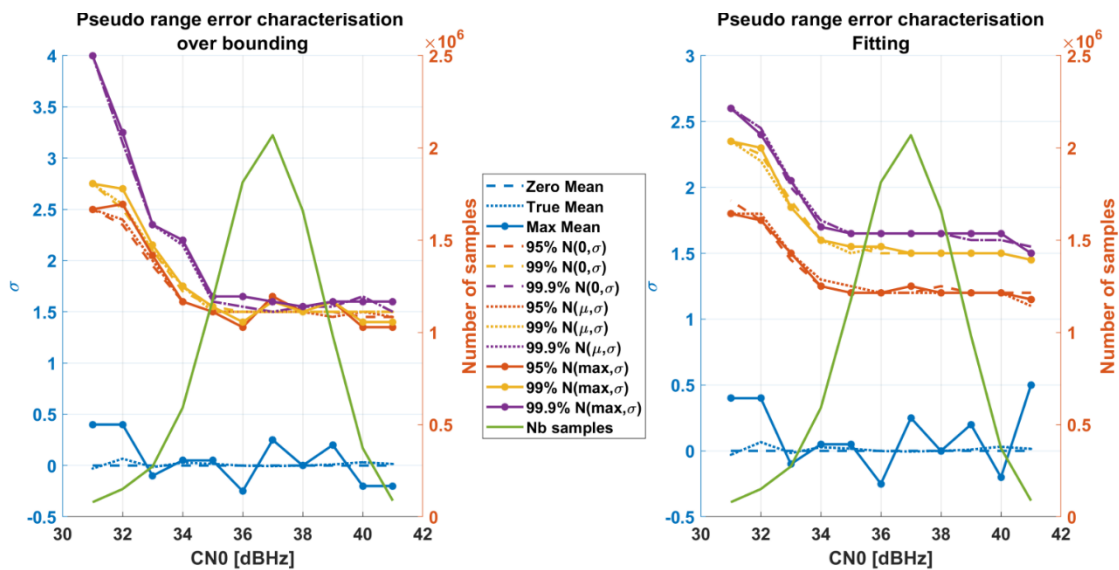 Pseudo range error characterisation
over bounding
×10⁶
4
3.5
3
2.5
2
1.5
1
0.5
0
-0.5
σ
2.5
2
1.5
1
0.5
0
Number of samples
30
32
34
36
38
40
42
CN0 [dBHz]
Zero Mean
True Mean
Max Mean
95% N(0,σ)
99% N(0,σ)
99.9% N(0,σ)
95% N(μ,σ)
99% N(μ,σ)
99.9% N(μ,σ)
95% N(max,σ)
99% N(max,σ)
99.9% N(max,σ)
Nb samples
Pseudo range error characterisation
Fitting
×10⁶
3
2.5
2
1.5
1
0.5
0
-0.5
σ
2.5
2
1.5
1
0.5
0
Number of samples
30
32
34
36
38
40
42
CN0 [dBHz]